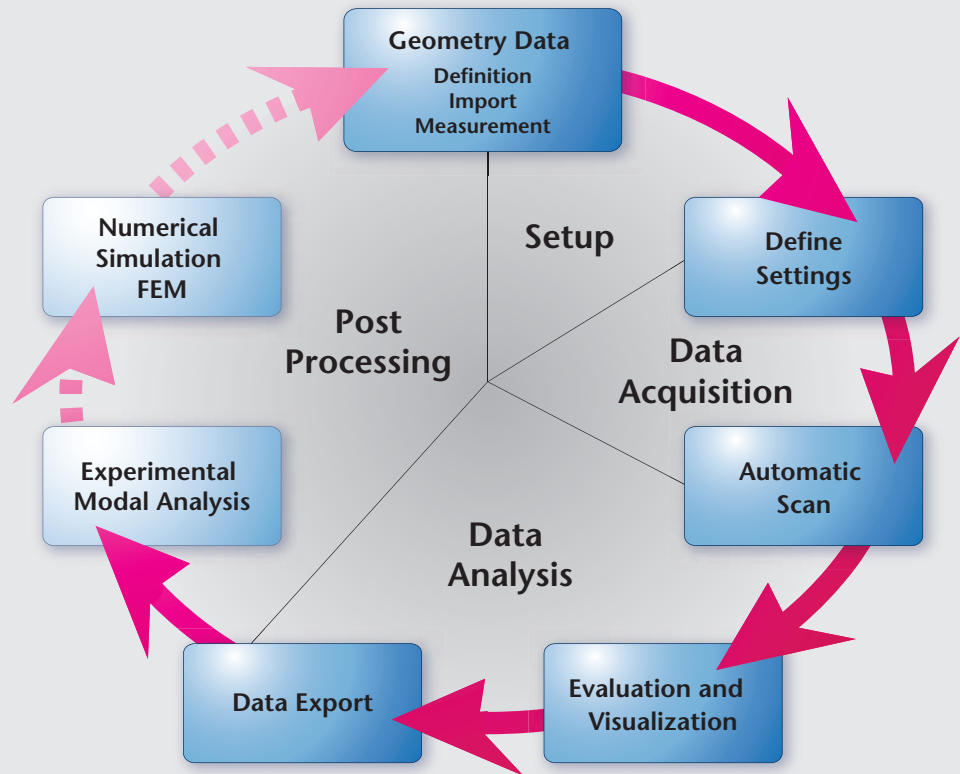 Geometry Data
Definition
Import
Measurement
Setup
Define
Settings
Data
Acquisition
Automatic
Scan
Data
Analysis
Evaluation and
Visualization
Data Export
Experimental
Modal Analysis
Numerical
Simulation
FEM
Post
Processing